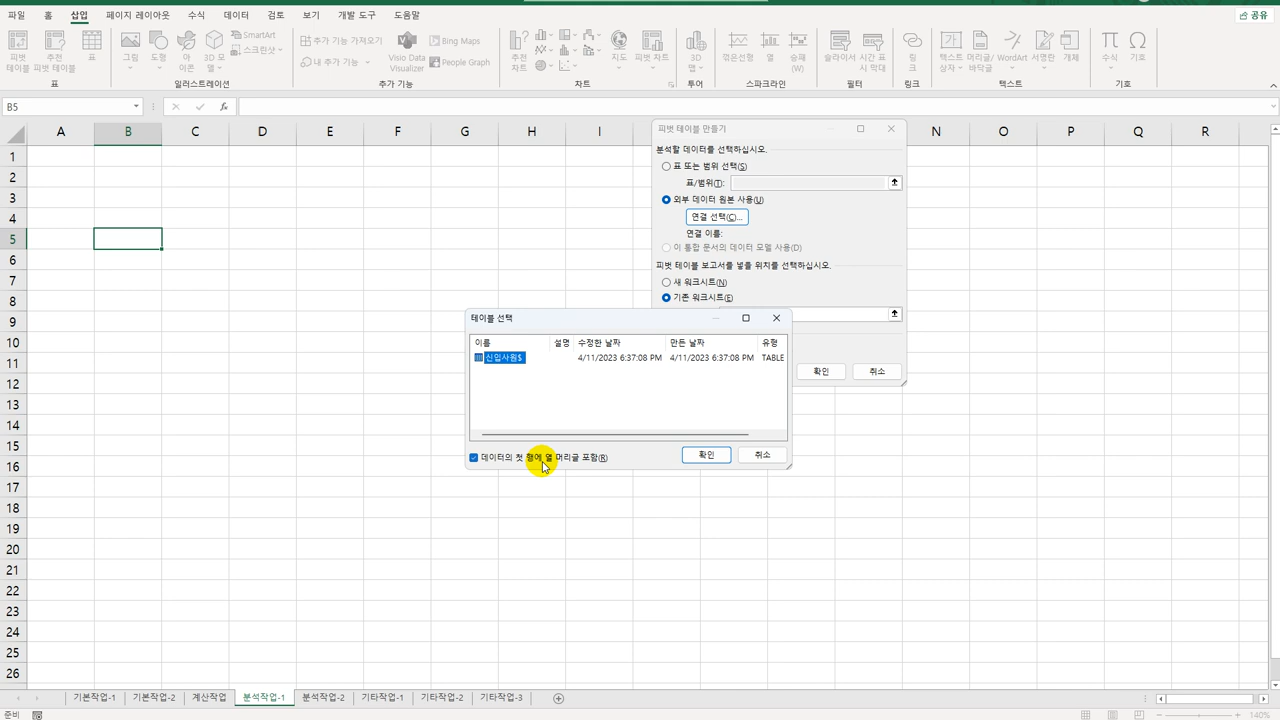 파일 홈 삽입 페이지 레이아웃 수식 데이터 검토 보기 개발 도구 도움말 공유
피벗 테이블 추천 피벗 테이블 표 그림 도형 아이콘 3D 모델 SmartArt 스크린샷 추가 기능 가져오기 내 추가 기능 Visio Data Visualizer Bing Maps People Graph 추천 차트 지도 피벗 차트 3D 맵 꺾은선형 열 승패(W) 슬라이서 시간 표시 막대 링크 텍스트 상자 머리글/바닥글 WordArt 서명란 개체 수식 기호
표 일러스트레이션 추가 기능 차트 투어 스파크라인 필터 링크 텍스트 기호
B5 fx
A B C D E F G H I N O P Q R
1
2
3
4
5
6
7
8
9
10
11
12
13
14
15
16
17
18
19
20
21
22
23
24
25
26
피벗 테이블 만들기
분석할 데이터를 선택하십시오.
표 또는 범위 선택(S)
표/범위(T):
외부 데이터 원본 사용(U)
연결 선택(C)...
연결 이름:
이 통합 문서의 데이터 모델 사용(D)
피벗 테이블 보고서를 넣을 위치를 선택하십시오.
새 워크시트(N)
기존 워크시트(E)
확인 취소
테이블 선택
이름 설명 수정한 날짜 만든 날짜 유형
신입사원$ 4/11/2023 6:37:08 PM 4/11/2023 6:37:08 PM TABLE
데이터의 첫 행에 열 머리글 포함(R) 확인 취소
기본작업-1 기본작업-2 계산작업 분석작업-1 분석작업-2 기타작업-1 기타작업-2 기타작업-3
준비 140%